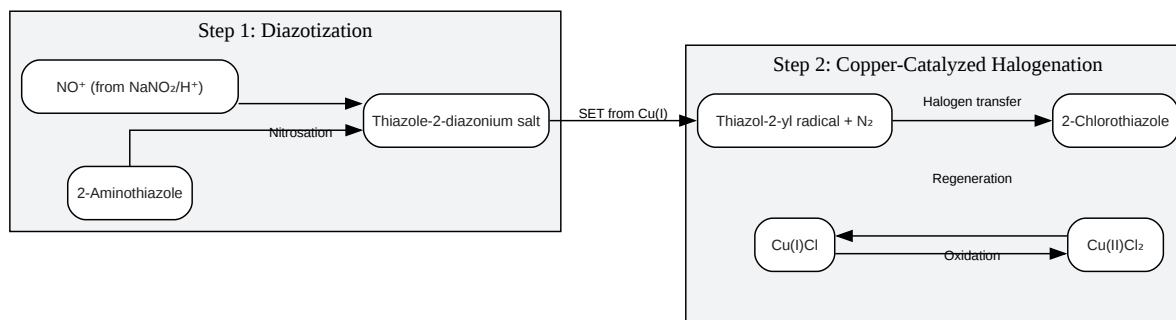 Step 1: Diazotization
NO⁺ (from NaNO₂/H⁺)
Nitrosation
2-Aminothiazole
Thiazole-2-diazonium salt
SET from Cu(I)
Step 2: Copper-Catalyzed Halogenation
Thiazol-2-yl radical + N₂
Halogen transfer
2-Chlorothiazole
Regeneration
Cu(I)Cl
Oxidation
Cu(II)Cl₂